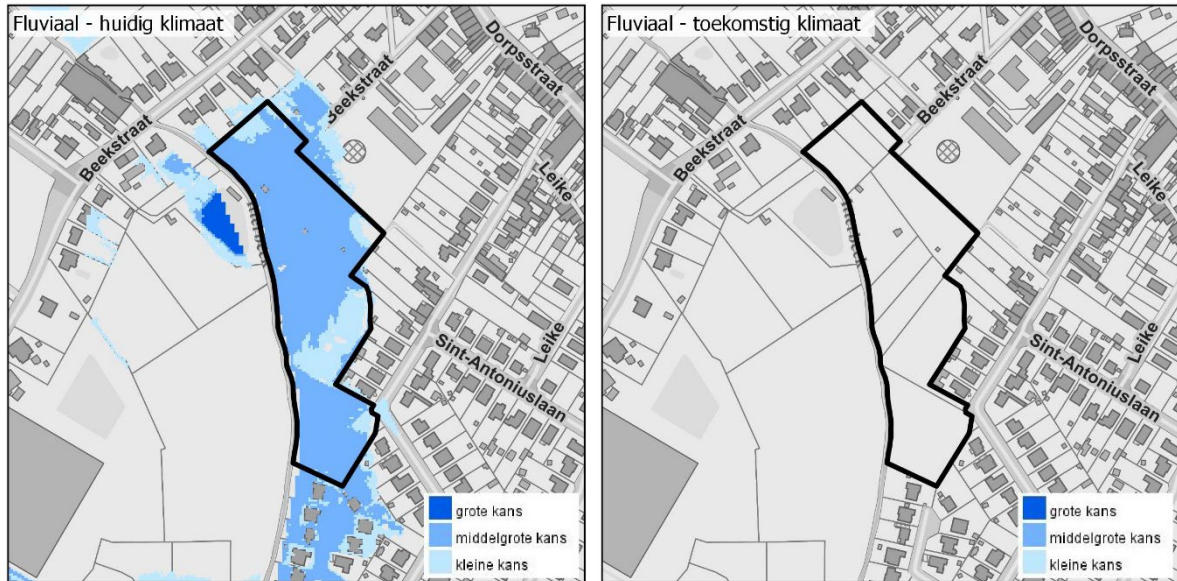 Fluviaal - huidig klimaat
Dorpsstraat
Beekstraat
Beekstraat
Leike
Leike
Sint-Antoniuslaan
grote kans
middelgrote kans
kleine kans
Fluviaal - toekomstig klimaat
Dorpsstraat
Beekstraat
Beekstraat
Leike
Leike
Sint-Antoniuslaan
grote kans
middelgrote kans
kleine kans